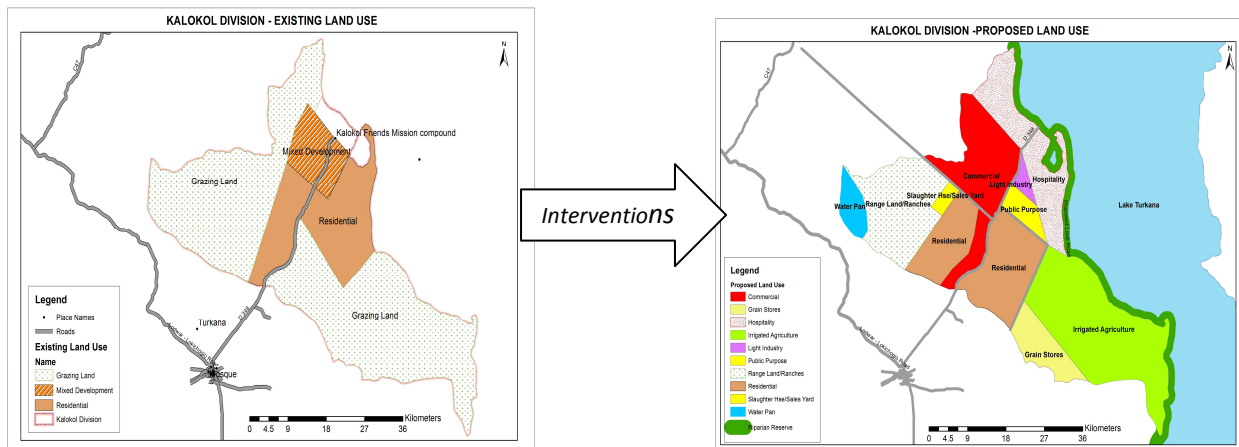 KALOKOL DIVISION - EXISTING LAND USE
C47
N
Kalokol Friends Mission compound
Mixed Development
Grazing Land
Residential
Grazing Land
D 348
Turkana
Mosque
Legend
Place Names
Roads
Existing Land Use
Name
Grazing Land
Mixed Development
Residential
Kalokol Division
Kilometers
0 4.5 9 18 27 36
Interventions
KALOKOL DIVISION -PROPOSED LAND USE
C47
N
D 348
Commercial
Light Industry
Hospitality
Slaughter Hse/Sales Yard
Water Pan
Range Land/Ranches
Public Purpose
Lake Turkana
Residential
Residential
Irrigated Agriculture
Grain Stores
Legend
Proposed Land Use
Commercial
Grain Stores
Hospitality
Irrigated Agriculture
Light Industry
Public Purpose
Range Land/Ranches
Residential
Slaughter Hse/Sales Yard
Water Pan
Riparian Reserve
Kilometers
0 4.5 9 18 27 36